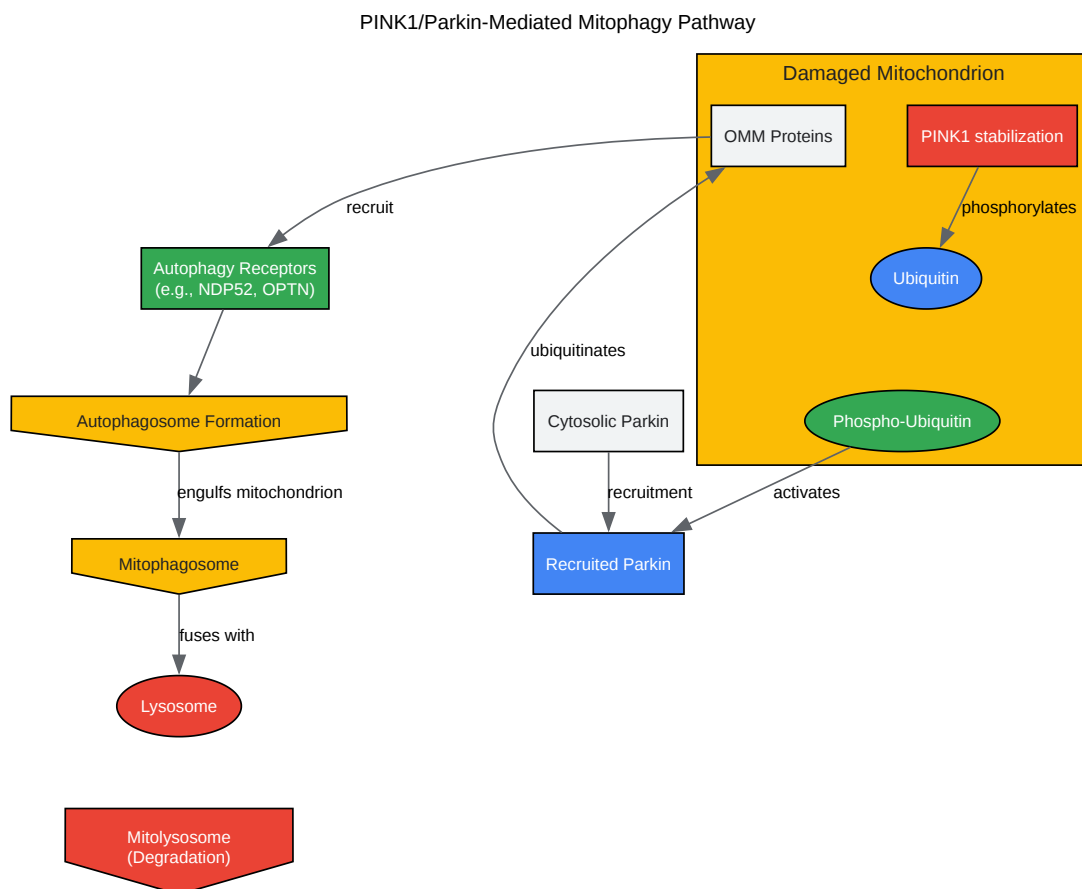 PINK1/Parkin-Mediated Mitophagy Pathway
Damaged Mitochondrion
OMM Proteins
PINK1 stabilization
recruit
phosphorylates
Autophagy Receptors
(e.g., NDP52, OPTN)
Ubiquitin
ubiquitinates
Autophagosome Formation
Cytosolic Parkin
Phospho-Ubiquitin
engulfs mitochondrion
recruitment
activates
Mitophagosome
Recruited Parkin
fuses with
Lysosome
Mitolysosome
(Degradation)